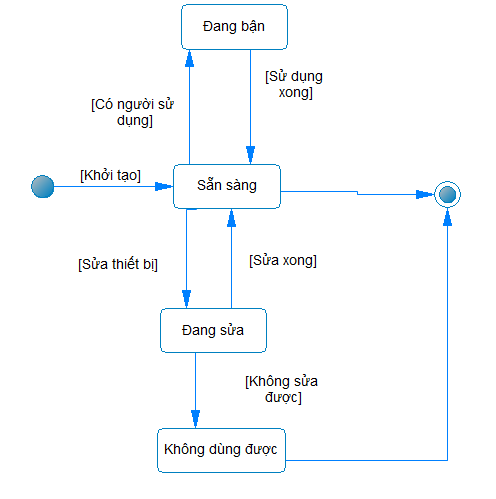 Đang bận
[Sử dụng
xong]
[Có người sử
dụng]
[Khởi tạo]
Sẵn sàng
[Sửa thiết bị]
[Sửa xong]
Đang sửa
[Không sửa
được]
Không dùng được